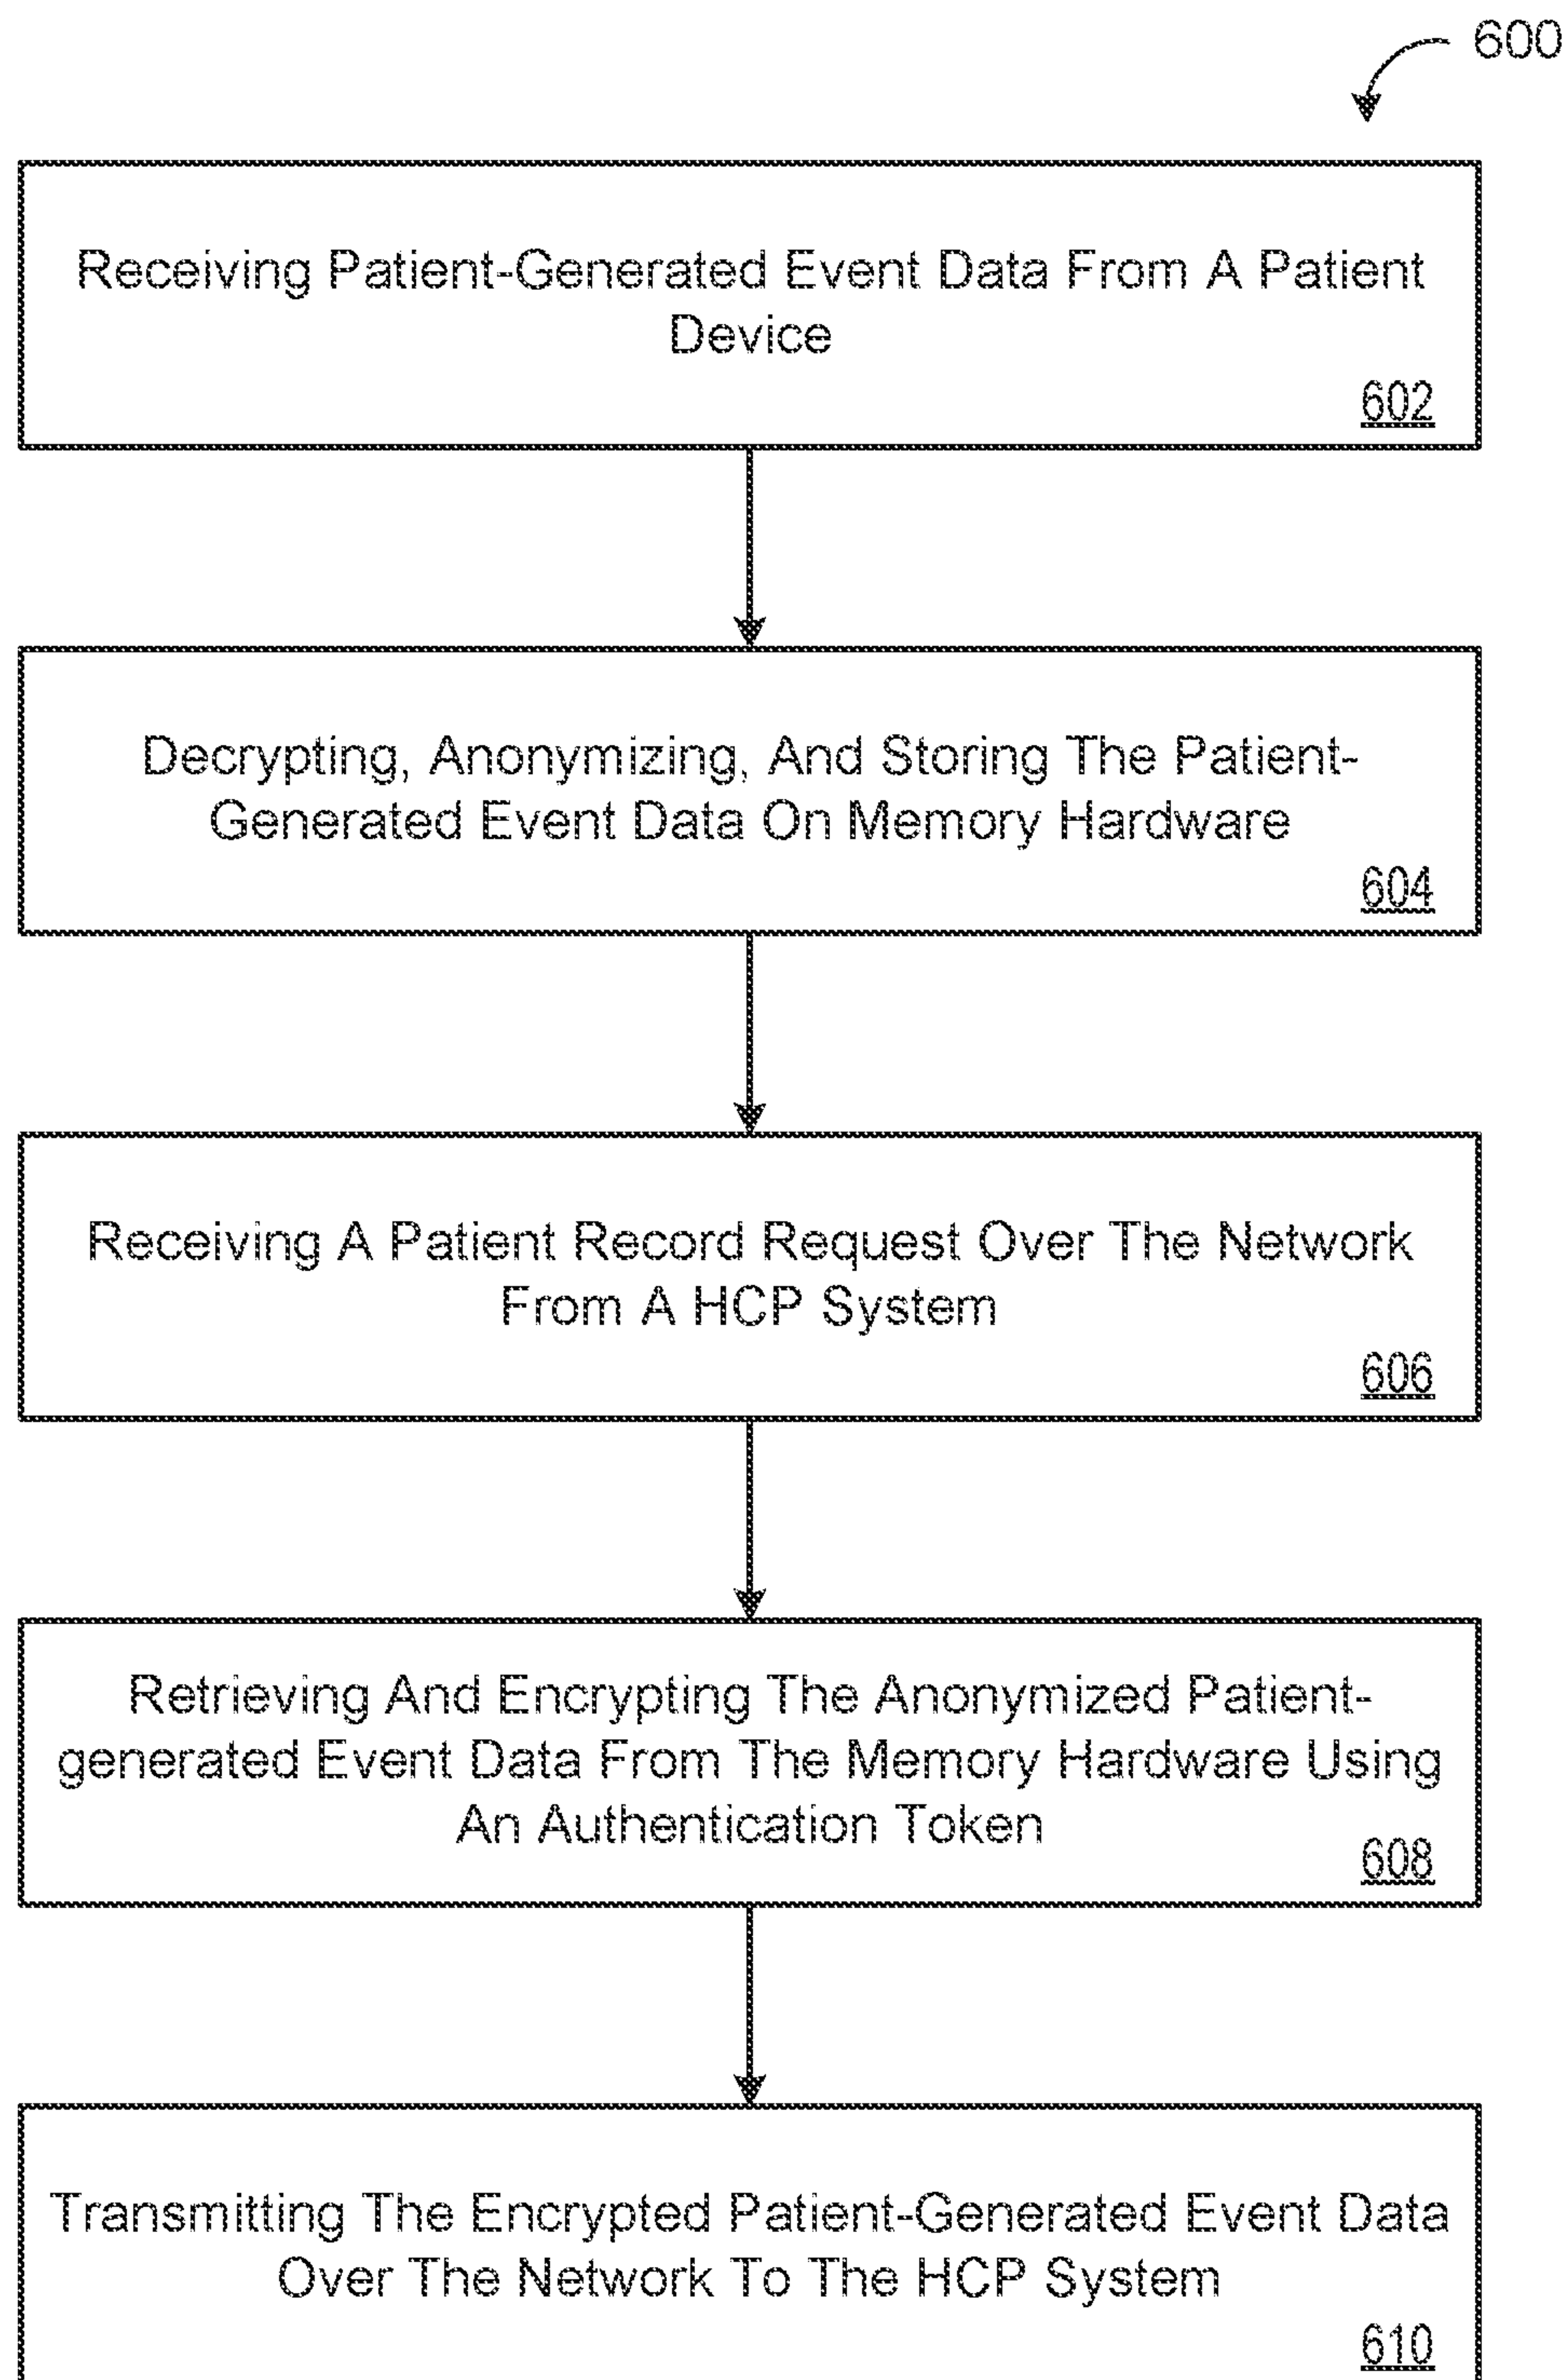 600
Receiving Patient-Generated Event Data From A Patient
Device
602
Decrypting, Anonymizing, And Storing The Patient-
Generated Event Data On Memory Hardware
604
Receiving A Patient Record Request Over The Network
From A HCP System
606
Retrieving And Encrypting The Anonymized Patient-
generated Event Data From The Memory Hardware Using
An Authentication Token
608
Transmitting The Encrypted Patient-Generated Event Data
Over The Network To The HCP System
610